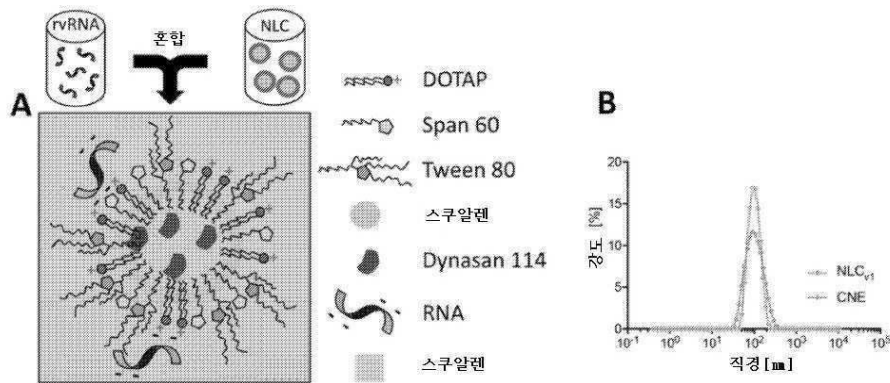 rvRNA
혼합
NLC
A
DOTAP
Span 60
Tween 80
스쿠알렌
Dynasan 114
RNA
스쿠알렌
B
강도 [%]
20
15
10
5
0
10-1
100
101
102
103
104
105
직경 [nm]
NLCv1
CNE